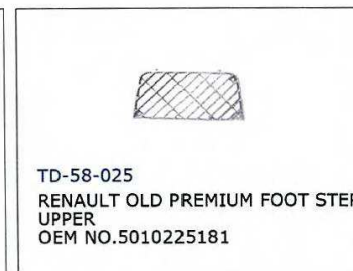 TD-58-025
RENAULT OLD PREMIUM FOOT STEP
UPPER
OEM NO.5010225181